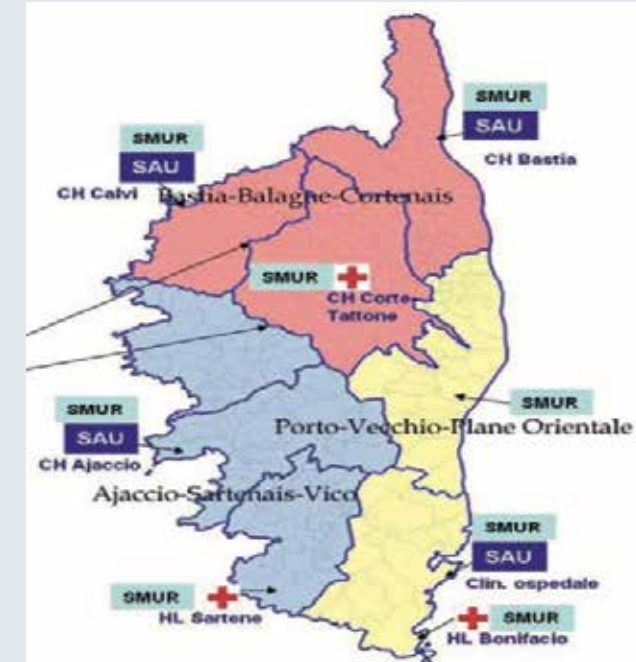 SMUR
SAU
CH Bastia
SMUR
SAU
CH Calvi
Bastia-Balagne-Cortenais
SMUR
CH Corte-
Tattone
SMUR
SMUR
SAU
CH Ajaccio
Porto-Vecchio-Plane Orientale
Ajaccio-Sartenais-Vico
SMUR
SAU
Clin. ospedale
SMUR
HL Sartene
SMUR
HL Bonifacio